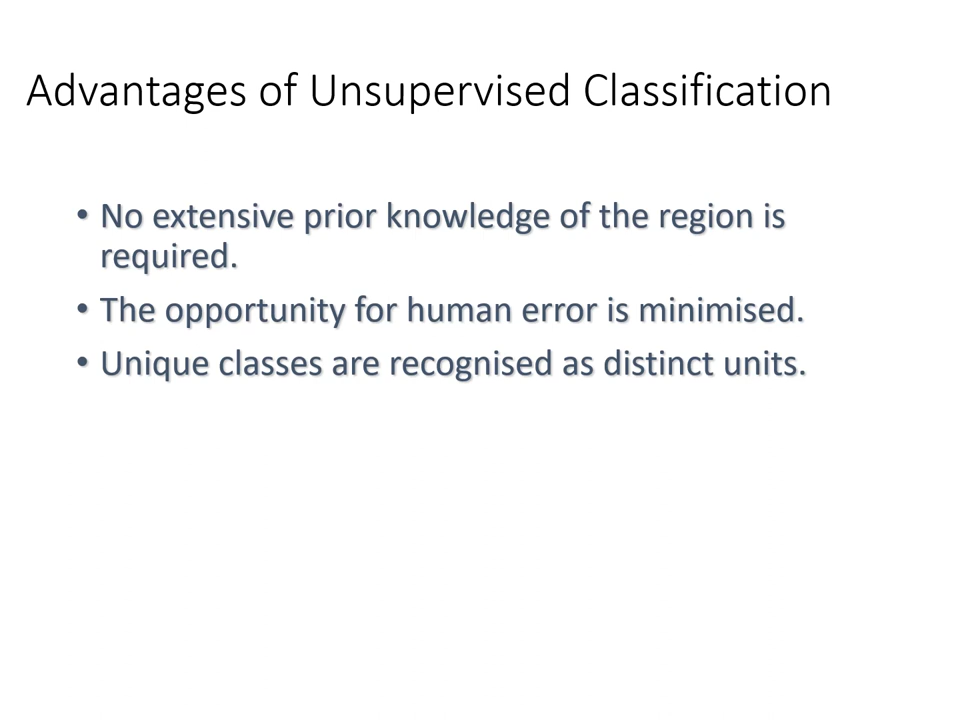 Advantages of Unsupervised Classification
• No extensive prior knowledge of the region is
required.
• The opportunity for human error is minimised.
• Unique classes are recognised as distinct units.